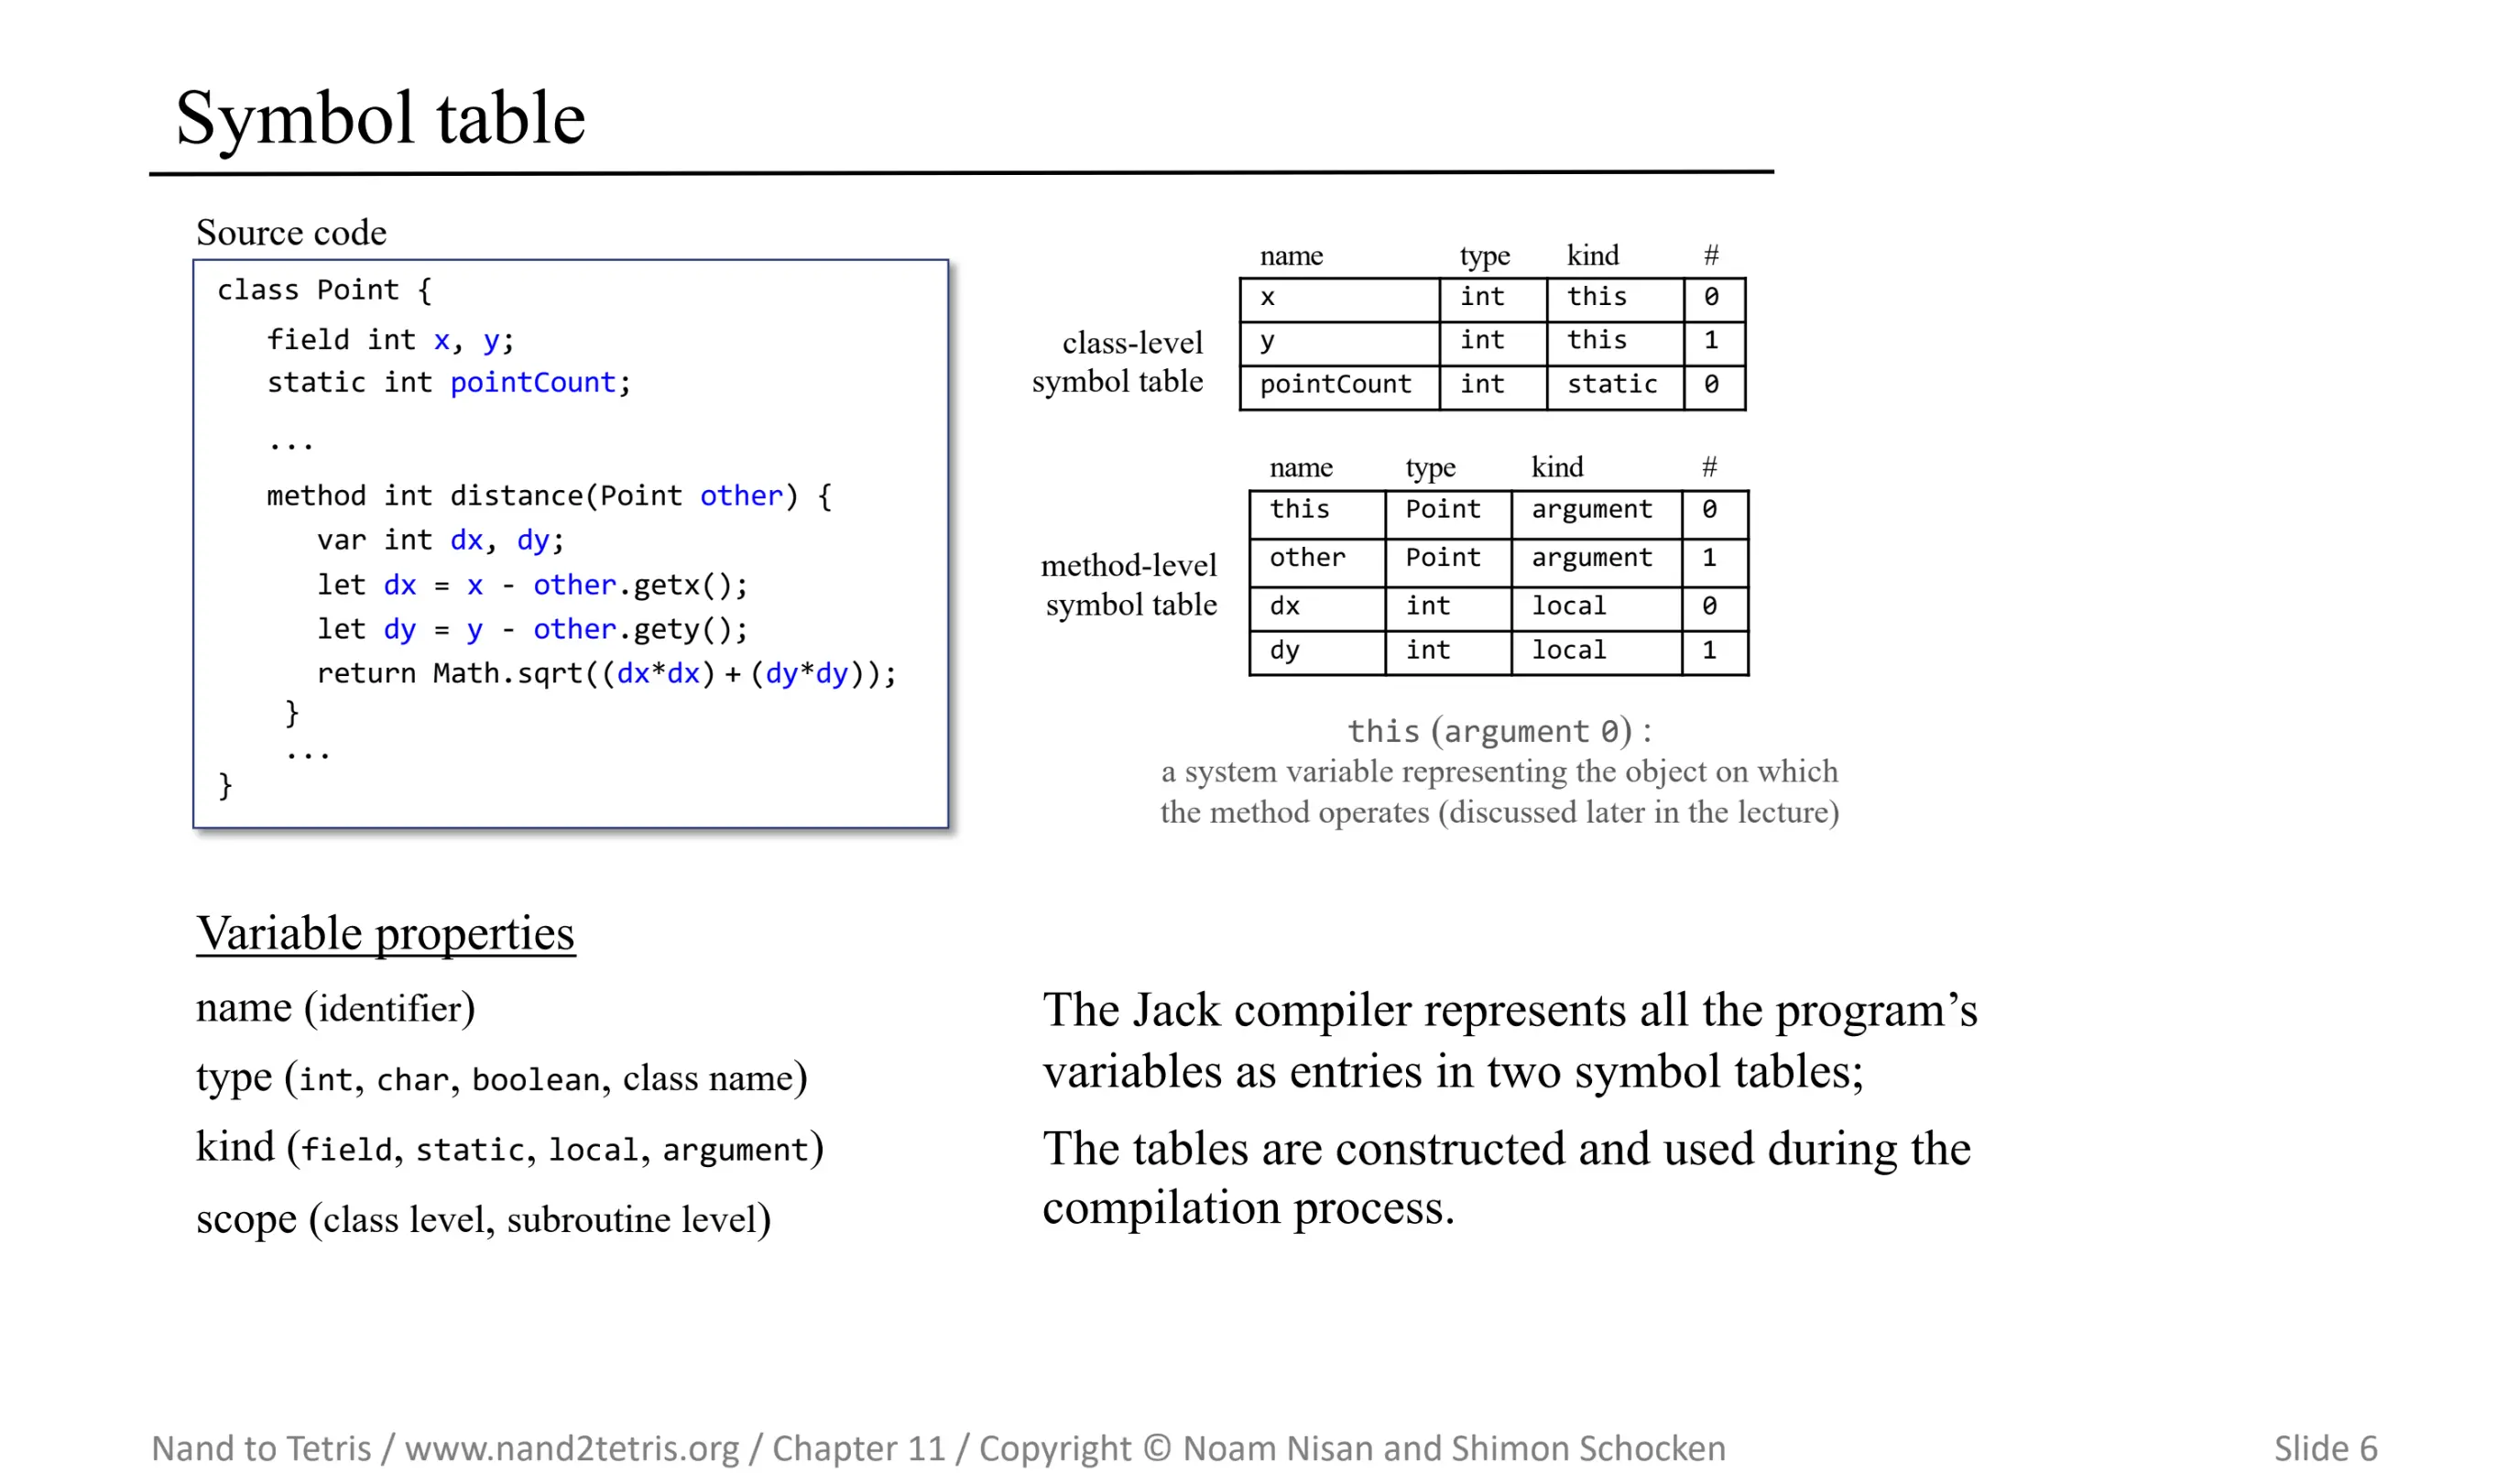 Symbol table
Source code
class Point {
field int x, y;
static int pointCount;
...
method int distance(Point other) {
var int dx, dy;
let dx = x - other.getx();
let dy = y - other.gety();
return Math.sqrt((dx*dx) + (dy*dy));
}
...
}
class-level
symbol table
name type kind #
x int this 0
y int this 1
pointCount int static 0
method-level
symbol table
name type kind #
this Point argument 0
other Point argument 1
dx int local 0
dy int local 1
this (argument 0) :
a system variable representing the object on which
the method operates (discussed later in the lecture)
Variable properties
name (identifier)
type (int, char, boolean, class name)
kind (field, static, local, argument)
scope (class level, subroutine level)
The Jack compiler represents all the program’s
variables as entries in two symbol tables;
The tables are constructed and used during the
compilation process.
Nand to Tetris / www.nand2tetris.org / Chapter 11 / Copyright © Noam Nisan and Shimon Schocken
Slide 6